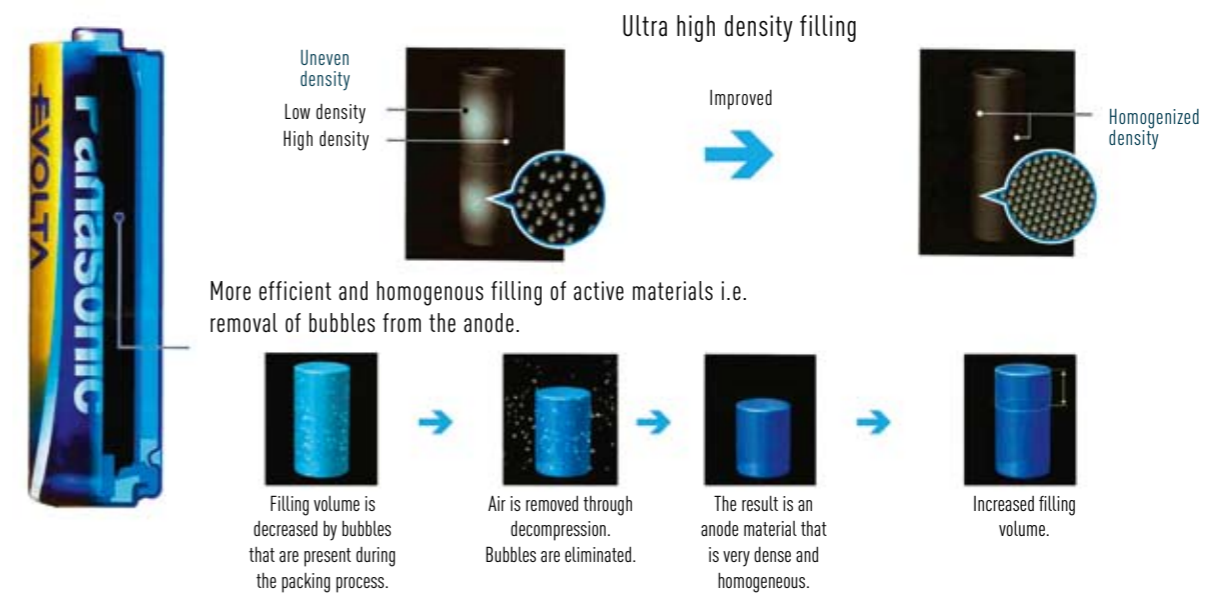 Ultra high density filling
Uneven
density
Low density
High density
Improved
Homogenized
density
EVOLTA
Panasonic
More efficient and homogenous filling of active materials i.e.
removal of bubbles from the anode.
Filling volume is
decreased by bubbles
that are present during
the packing process.
Air is removed through
decompression.
Bubbles are eliminated.
The result is an
anode material that
is very dense and
homogeneous.
Increased filling
volume.